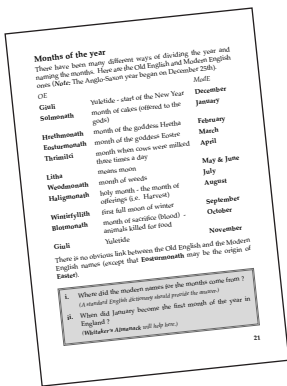 Months of the year
There have been many different ways of dividing the year and
naming the months. Here are the Old English and Modern English
ones (Note: The Anglo-Saxon year began on December 25th).
OE ModE
Giuli Yuletide - start of the New Year December
Solmonath month of cakes (offered to the January
gods)
Hrethmonath month of the goddess Hretha February
Eosturmonath month of the goddess Eostre March
Thrimilci month when cows were milked April
three times a day
Litha means moon May & June
Weodmonath month of weeds July
Haligmonath holy month - the month of August
offerings (i.e. Harvest)
Wintirfyllith first full moon of winter September
Blotmonath month of sacrifice (blood) - October
animals killed for food
Giuli Yuletide November
There is no obvious link between the Old English and the Modern
English names (except that Eosturmonath may be the origin of
Easter).
i. Where did the modern names for the months come from ?
(A standard English dictionary should provide the answer.)
ii. When did January become the first month of the year in
England ?
(Whitaker's Almanack will help here.)
21